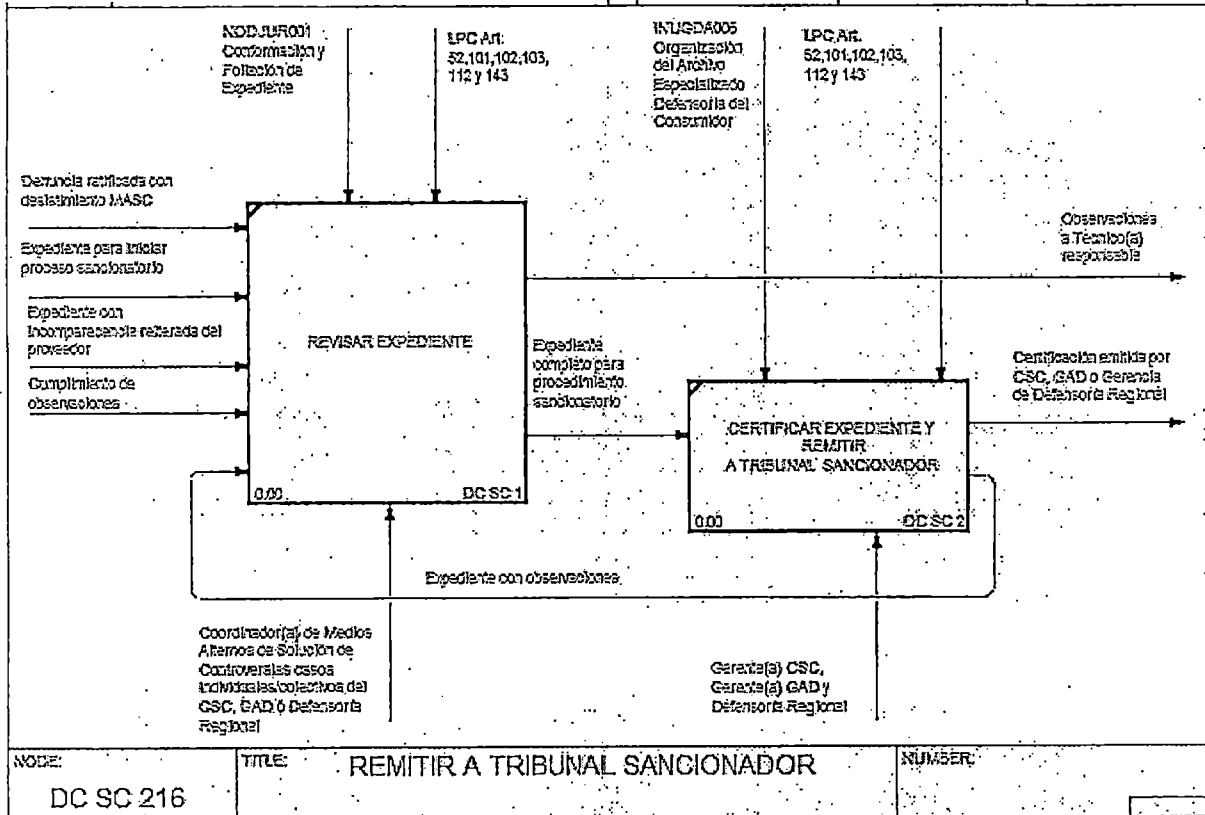 NODJUR001
Conformación y
Foliación de
Expediente
LPC Art.
52,101,102,103,
112 y 143
INUGDA005
Organización
del Archivo
Especializado
Defensoría del
Consumidor
LPC Art.
52,101,102,103,
112 y 143
Denuncia ratificada con
desistimiento MASC
Expediente para iniciar
proceso sancionatorio
Expediente con
Incomparecencia reiterada del
proveedor
Cumplimiento de
observaciones
REVISAR EXPEDIENTE
0.00
DC SC 1
Observaciones
a Técnico(a)
responsable
Expediente
completo para
procedimiento
sancionatorio
CERTIFICAR EXPEDIENTE Y
REMITIR
A TRIBUNAL SANCIONADOR
0.00
DC SC 2
Certificación emitida por
CSC, GAD o Gerencia
de Defensoría Regional
Expediente con observaciones
Coordinador(a) de Medios
Alternos de Solución de
Controversias casos
individuales/colectivos del
CSC, GAD ó Defensoría
Regional
Gerente(a) CSC,
Gerente(a) GAD y
Defensoría Regional
NODE:
DC SC 216
TITLE:
REMITIR A TRIBUNAL SANCIONADOR
NUMBER: